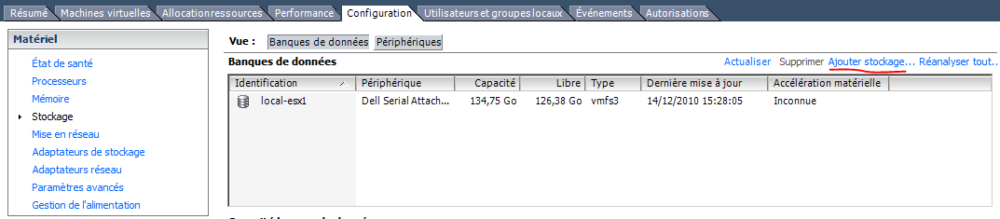 Résumé Machines virtuelles Allocation ressources Performance Configuration Utilisateurs et groupes locaux Événements Autorisations
Matériel
État de santé
Processeurs
Mémoire
Stockage
Mise en réseau
Adaptateurs de stockage
Adaptateurs réseau
Paramètres avancés
Gestion de l'alimentation
Vue : Banques de données Périphériques
Banques de données Actualiser Supprimer Ajouter stockage... Réanalyser tout...
Identification Périphérique Capacité Libre Type Dernière mise à jour Accélération matérielle
local-esx1 Dell Serial Attach... 134,75 Go 126,38 Go vmfs3 14/12/2010 15:28:05 Inconnue